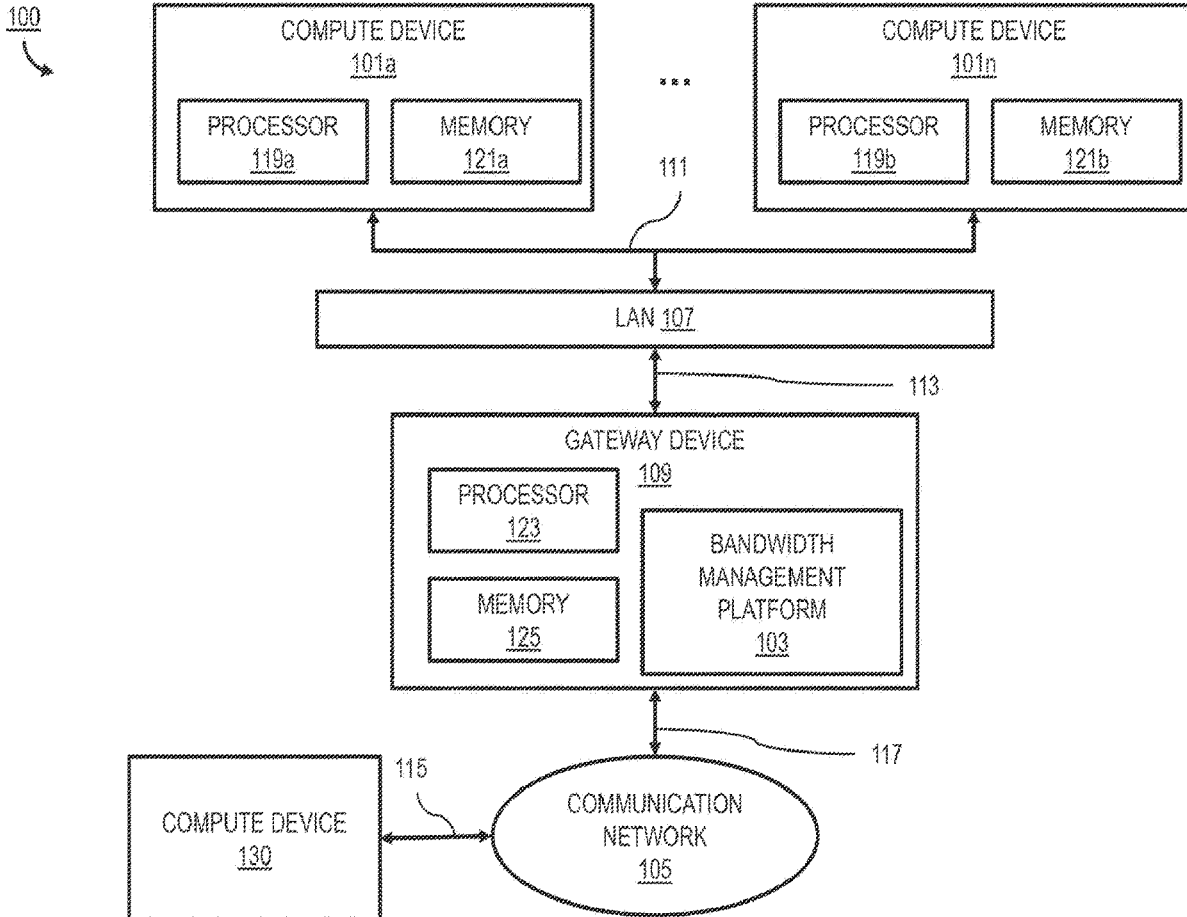 100
COMPUTE DEVICE
101a
PROCESSOR
119a
MEMORY
121a
...
COMPUTE DEVICE
101n
PROCESSOR
119b
MEMORY
121b
111
LAN 107
113
GATEWAY DEVICE
109
PROCESSOR
123
MEMORY
125
BANDWIDTH
MANAGEMENT
PLATFORM
103
117
115
COMPUTE DEVICE
130
COMMUNICATION
NETWORK
105